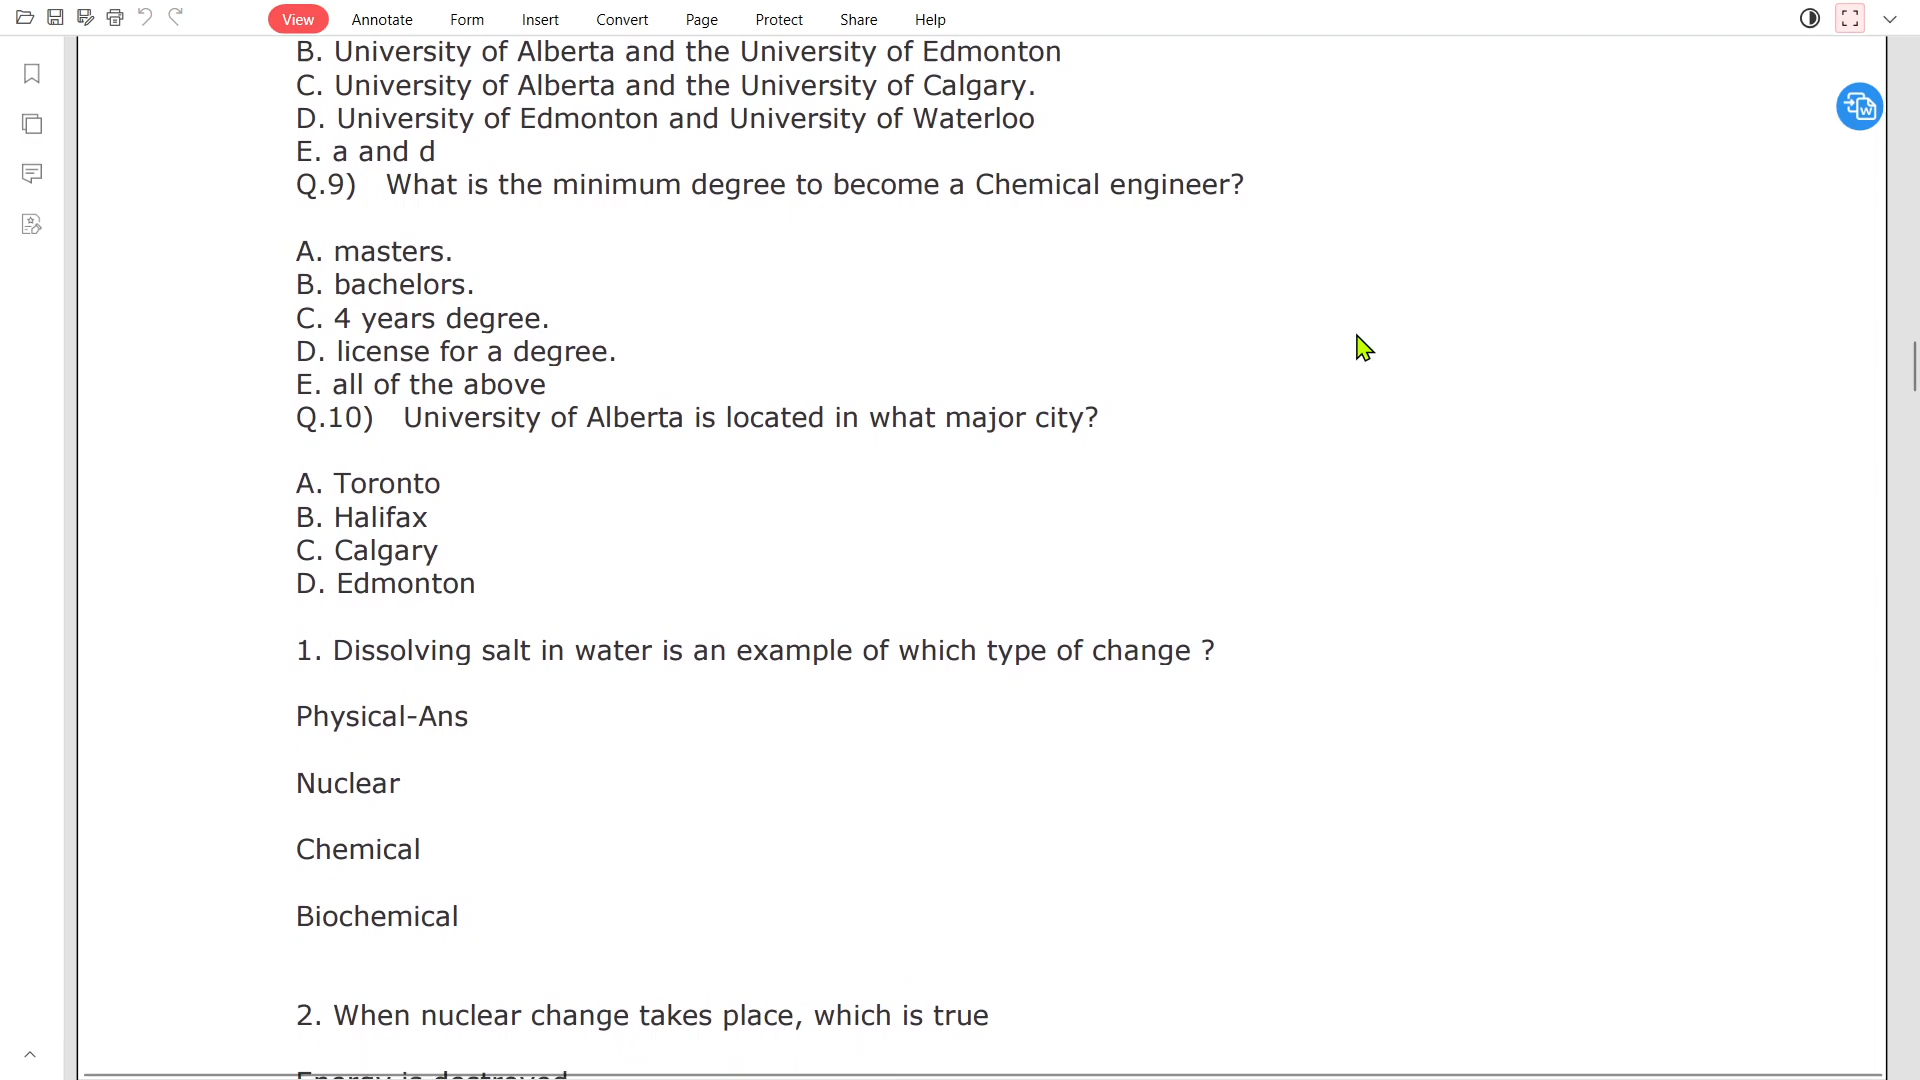 View Annotate Form Insert Convert Page Protect Share Help
B. University of Alberta and the University of Edmonton
C. University of Alberta and the University of Calgary.
D. University of Edmonton and University of Waterloo
E. a and d
Q.9) What is the minimum degree to become a Chemical engineer?
A. masters.
B. bachelors.
C. 4 years degree.
D. license for a degree.
E. all of the above
Q.10) University of Alberta is located in what major city?
A. Toronto
B. Halifax
C. Calgary
D. Edmonton
1. Dissolving salt in water is an example of which type of change ?
Physical-Ans
Nuclear
Chemical
Biochemical
2. When nuclear change takes place, which is true
Energy is destroyed